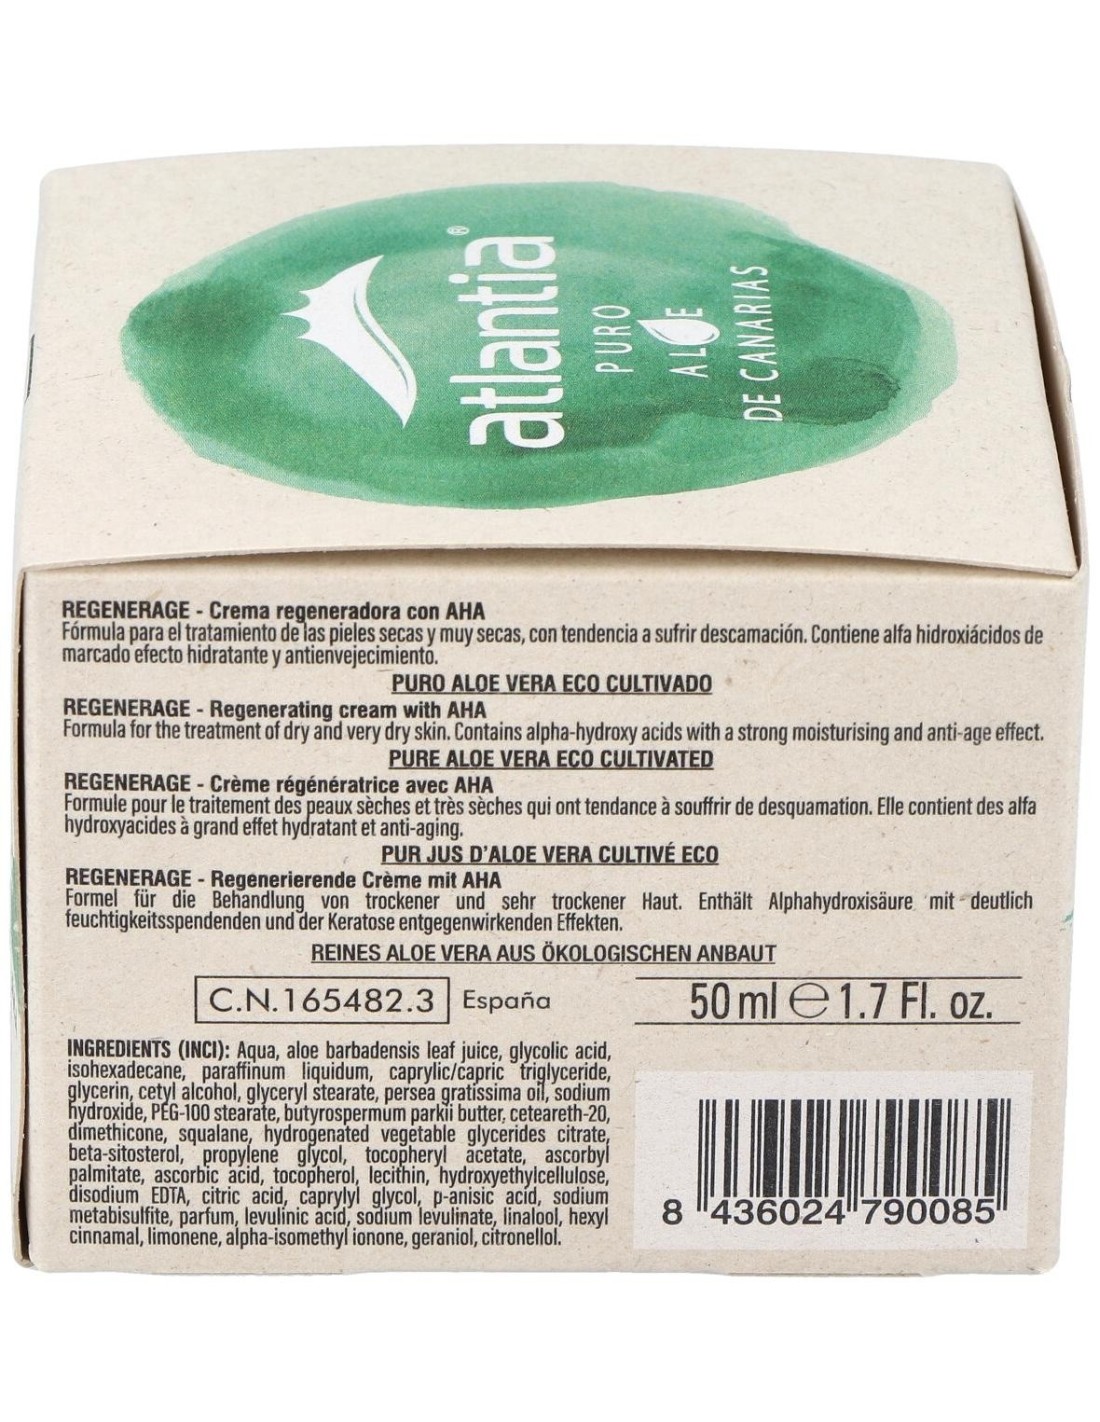 atlantia®
PURO
ALOE
DE CANARIAS
REGENERAGE - Crema regeneradora con AHA
Fórmula para el tratamiento de las pieles secas y muy secas, con tendencia a sufrir descamación. Contiene alfa hidroxiácidos de
marcado efecto hidratante y antienvejecimiento.
PURO ALOE VERA ECO CULTIVADO
REGENERAGE - Regenerating cream with AHA
Formula for the treatment of dry and very dry skin. Contains alpha-hydroxy acids with a strong moisturising and anti-age effect.
PURE ALOE VERA ECO CULTIVATED
REGENERAGE - Crème régénératrice avec AHA
Formule pour le traitement des peaux sèches et très sèches qui ont tendance à souffrir de desquamation. Elle contient des alfa
hydroxyacides à grand effet hydratant et anti-aging.
PUR JUS D'ALOE VERA CULTIVÉ ECO
REGENERAGE - Regenerierende Crème mit AHA
Formel für die Behandlung von trockener und sehr trockener Haut. Enthält Alphahydroxisäure mit deutlich
feuchtigkeitsspendenden und der Keratose entgegenwirkenden Effekten.
REINES ALOE VERA AUS ÖKOLOGISCHEN ANBAUT
C.N.165482.3 España
50 ml ℮ 1.7 Fl. oz.
INGREDIENTS (INCI): Aqua, aloe barbadensis leaf juice, glycolic acid,
isohexadecane, paraffinum liquidum, caprylic/capric triglyceride,
glycerin, cetyl alcohol, glyceryl stearate, persea gratissima oil, sodium
hydroxide, PEG-100 stearate, butyrospermum parkii butter, ceteareth-20,
dimethicone, squalane, hydrogenated vegetable glycerides citrate,
beta-sitosterol, propylene glycol, tocopheryl acetate, ascorbyl
palmitate, ascorbic acid, tocopherol, lecithin, hydroxyethylcellulose,
disodium EDTA, citric acid, caprylyl glycol, p-anisic acid, sodium
metabisulfite, parfum, levulinic acid, sodium levulinate, linalool, hexyl
cinnamal, limonene, alpha-isomethyl ionone, geraniol, citronellol.
8 436024 790085